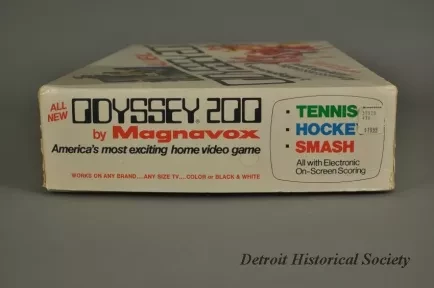 ALL
NEW
ODYSSEY 200
by Magnavox
America's most exciting home video game
WORKS ON ANY BRAND....ANY SIZE TV... COLOR or BLACK & WHITE
• TENNIS
• HOCKE
• SMASH
All with Electronic
On-Screen Scoring
Detroit Historical Society